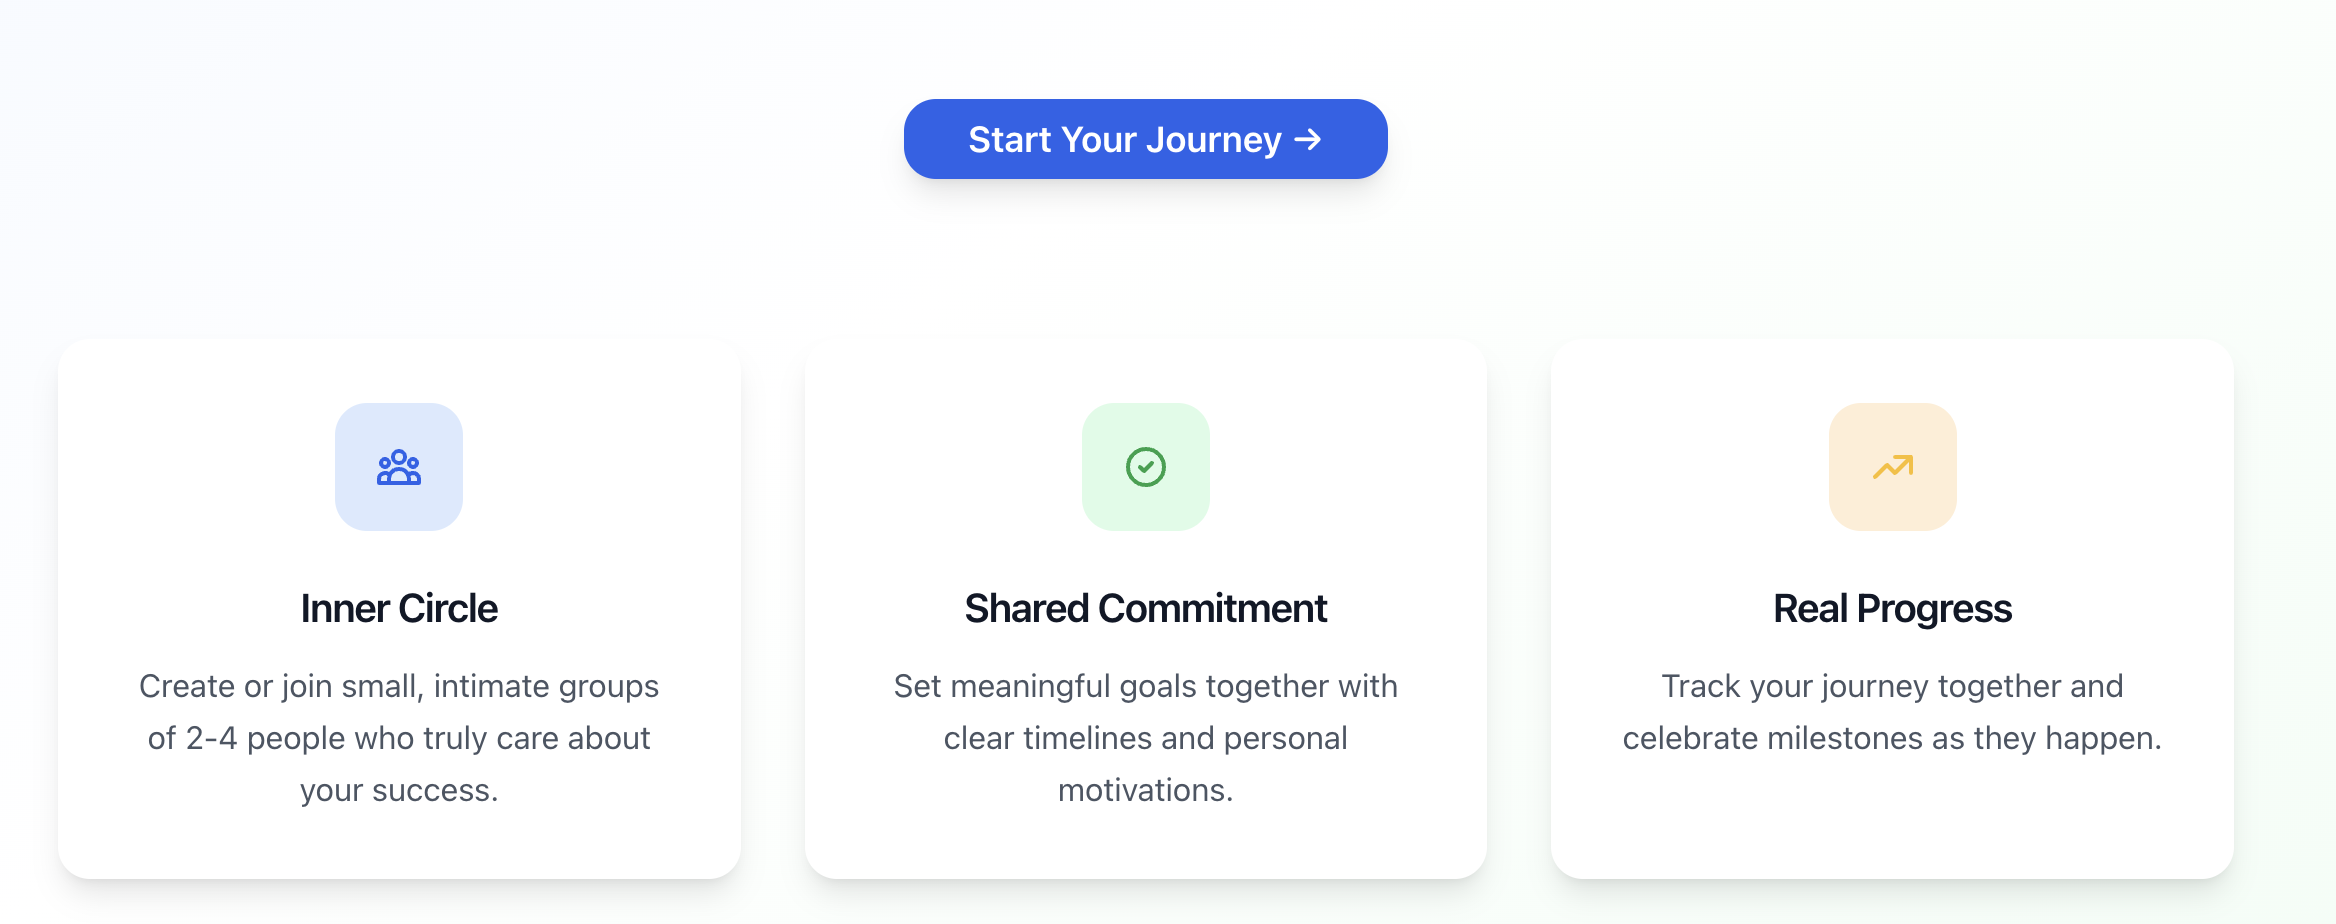 Start Your Journey →
Inner Circle
Create or join small, intimate groups
of 2-4 people who truly care about
your success.
Shared Commitment
Set meaningful goals together with
clear timelines and personal
motivations.
Real Progress
Track your journey together and
celebrate milestones as they happen.